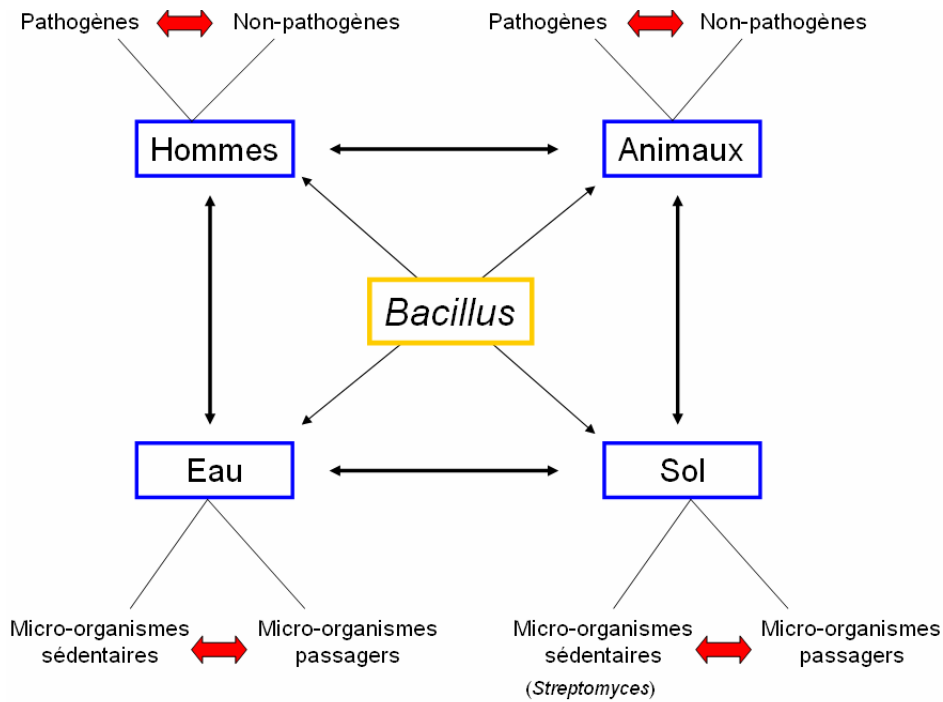 Pathogènes Non-pathogènes Pathogènes Non-pathogènes
Hommes Animaux
Bacillus
Eau Sol
Micro-organismes Micro-organismes Micro-organismes Micro-organismes
sédentaires passagers sédentaires passagers
(Streptomyces)